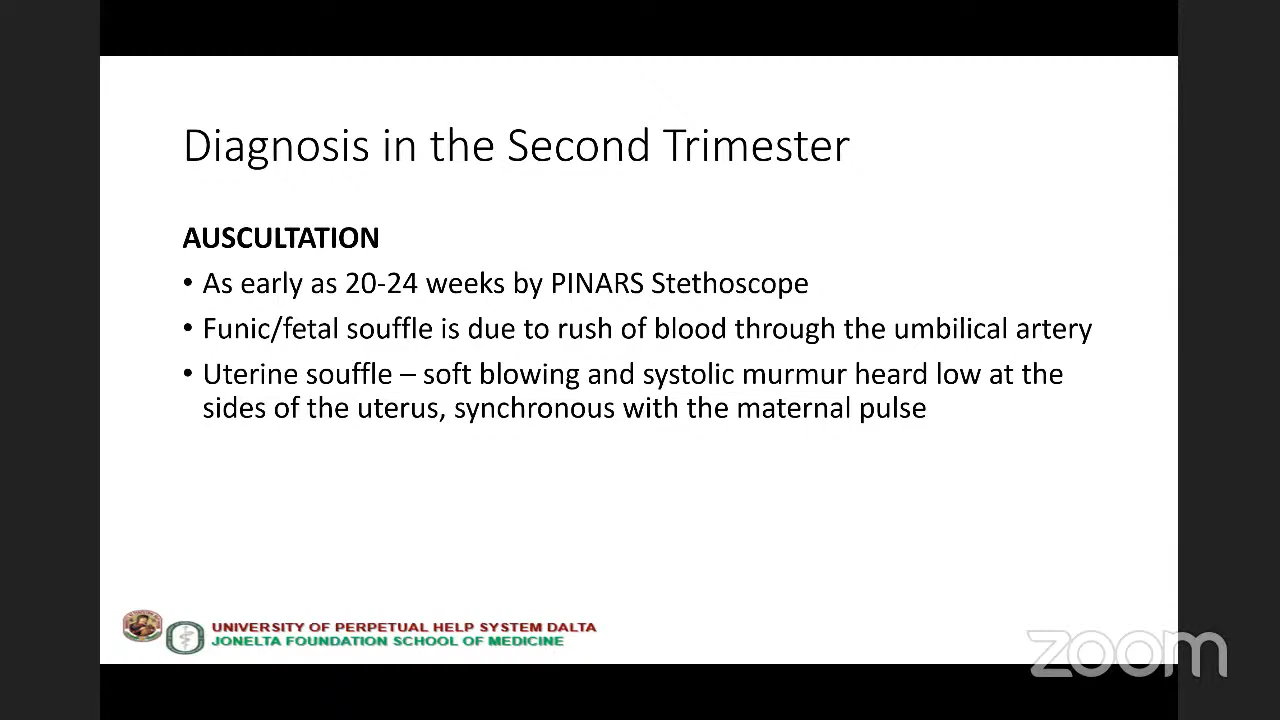 Diagnosis in the Second Trimester
AUSCULTATION
• As early as 20-24 weeks by PINARS Stethoscope
• Funic/fetal souffle is due to rush of blood through the umbilical artery
• Uterine souffle – soft blowing and systolic murmur heard low at the
sides of the uterus, synchronous with the maternal pulse
UNIVERSITY OF PERPETUAL HELP SYSTEM DALTA
JONELTA FOUNDATION SCHOOL OF MEDICINE
zoom